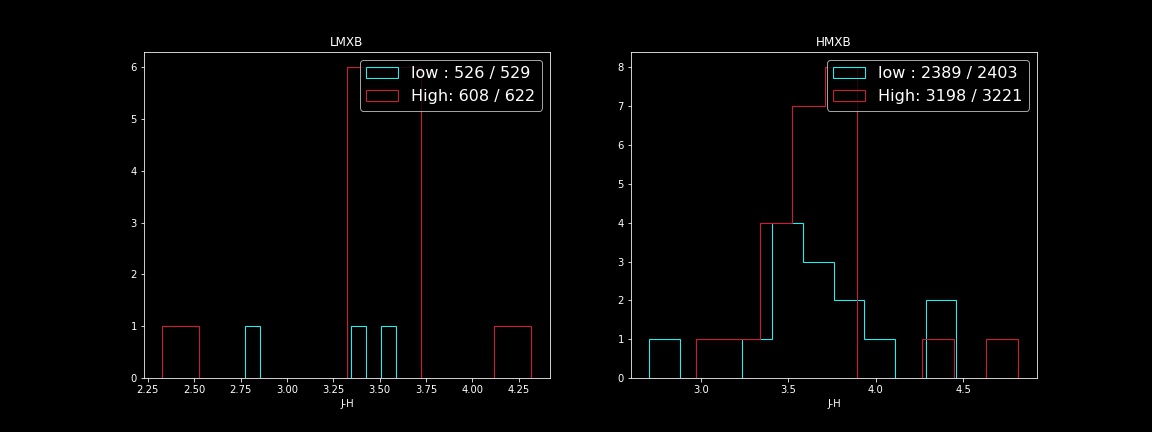 LMXB
low : 526 / 529
High: 608 / 622
6
5
4
3
2
1
0
2.25 2.50 2.75 3.00 3.25 3.50 3.75 4.00 4.25
J-H
HMXB
low : 2389 / 2403
High: 3198 / 3221
8
7
6
5
4
3
2
1
0
3.0 3.5 4.0 4.5
J-H